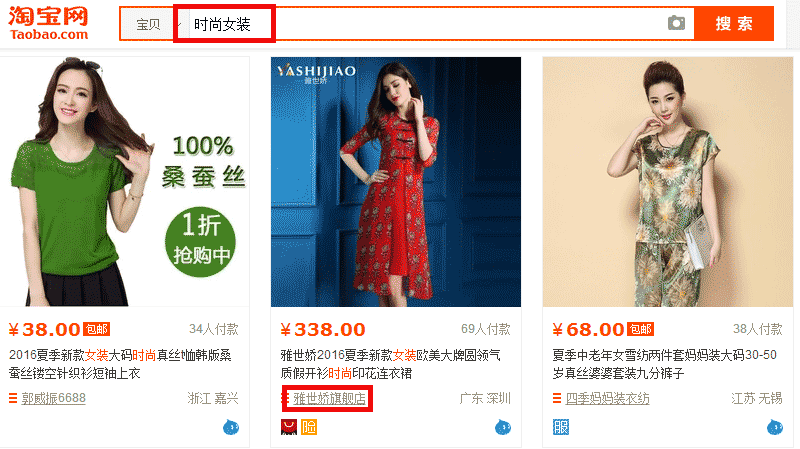 淘宝网
Taobao.com
宝贝
时尚女装
搜索
100%
桑蚕丝
1折
抢购中
YASHIJIAO
雅世娇
¥38.00 包邮 34人付款
2016夏季新款女装大码时尚真丝t恤韩版桑
蚕丝镂空针织衫短袖上衣
郭威振6688 浙江 嘉兴
¥338.00 69人付款
雅世娇2016夏季新款女装欧美大牌圆领气
质假开衫时尚印花连衣裙
雅世娇旗舰店 广东 深圳
¥68.00 包邮 38人付款
夏季中老年女雪纺两件套妈妈装大码30-50
岁真丝婆婆套装九分裤子
四季妈妈装衣纺 江苏 无锡
服